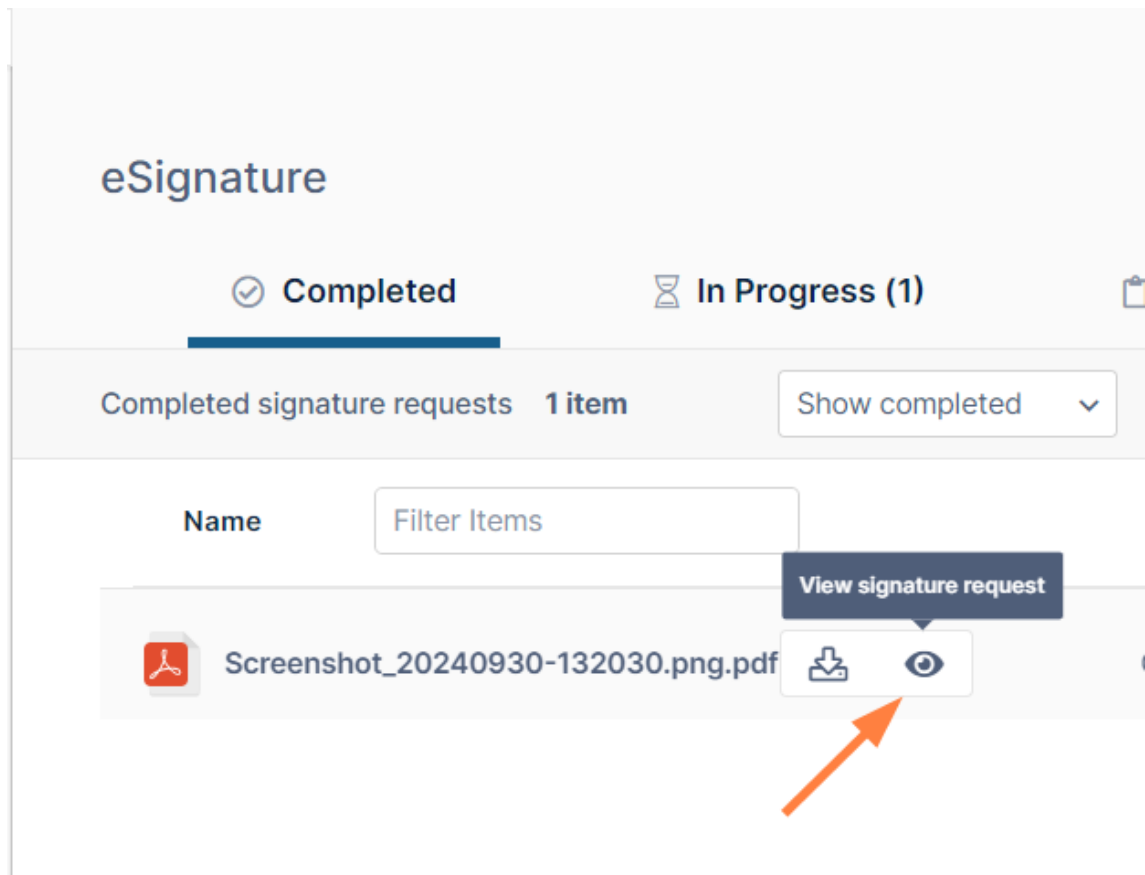 eSignature
Completed
In Progress (1)
Completed signature requests 1 item
Show completed
Name
Filter Items
View signature request
Screenshot_20240930-132030.png.pdf